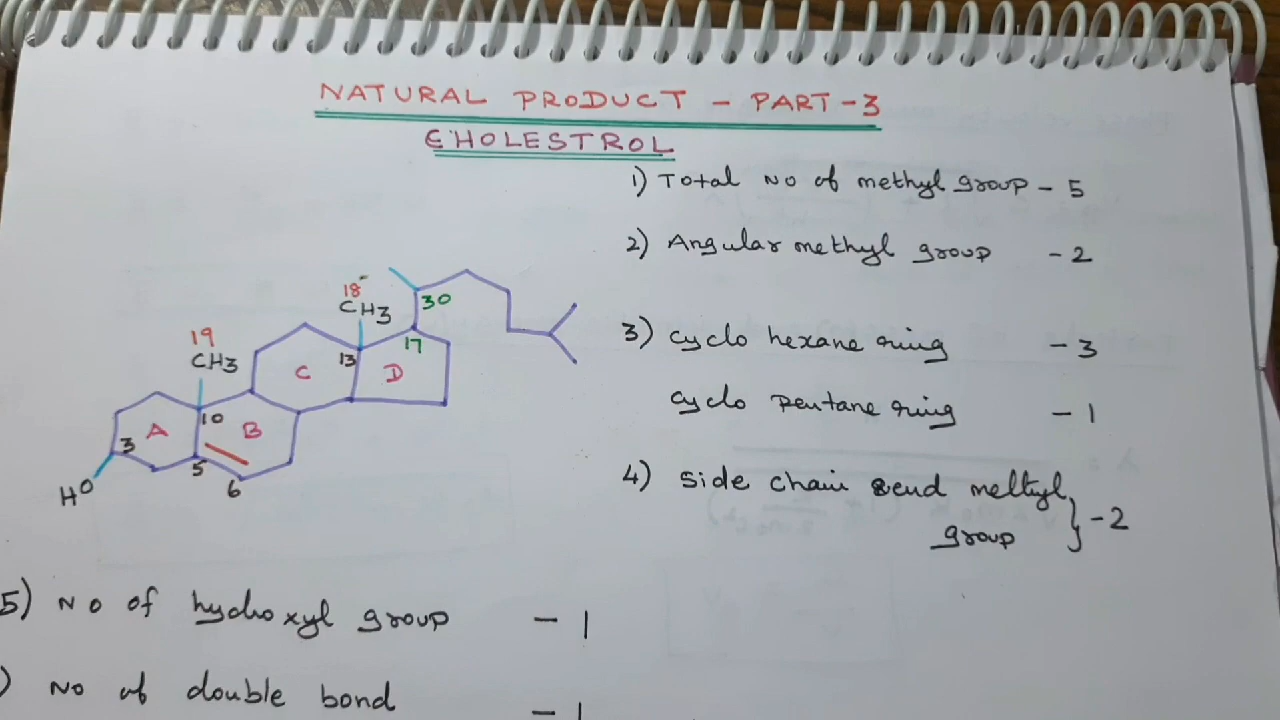 NATURAL PRODUCT - PART-3
CHOLESTROL
1) Total No of methyl group - 5
2) Angular methyl group - 2
3) cyclo hexane ring - 3
cyclo pentane ring - 1
4) side chain end methyl
group } - 2
18
CH3
30
19
CH3
13
17
C
D
10
A
B
3
5
6
HO
5) No of hydroxyl group - 1
) No of double bond - 1